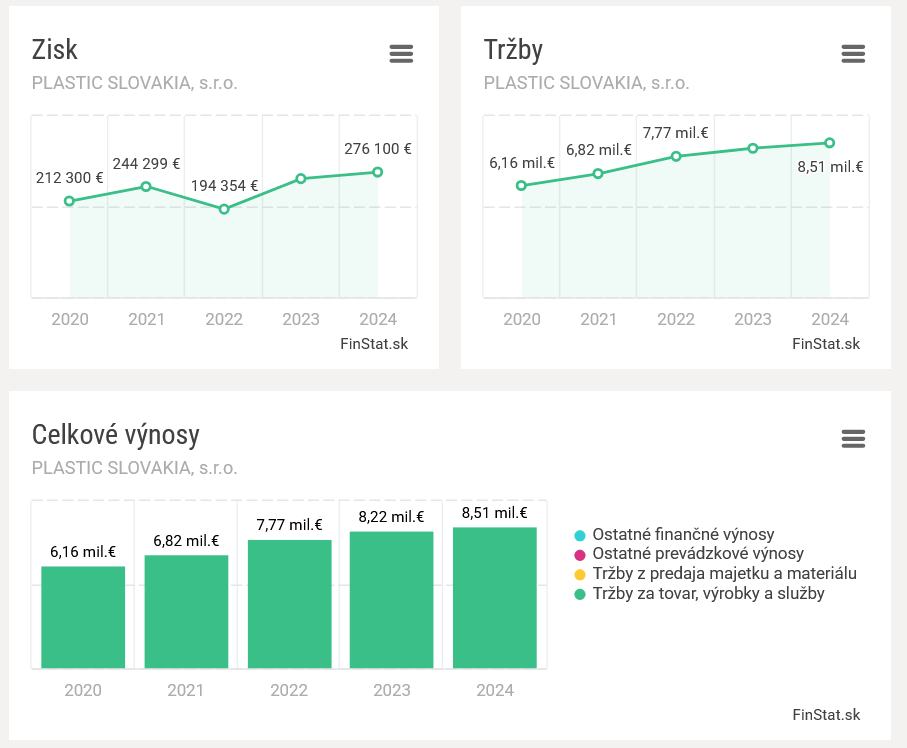 Zisk
PLASTIC SLOVAKIA, s.r.o.
212 300 €
244 299 €
194 354 €
276 100 €
2020
2021
2022
2023
2024
FinStat.sk
Tržby
PLASTIC SLOVAKIA, s.r.o.
6,16 mil.€
6,82 mil.€
7,77 mil.€
8,51 mil.€
2020
2021
2022
2023
2024
FinStat.sk
Celkové výnosy
PLASTIC SLOVAKIA, s.r.o.
6,16 mil.€
6,82 mil.€
7,77 mil.€
8,22 mil.€
8,51 mil.€
2020
2021
2022
2023
2024
Ostatné finančné výnosy
Ostatné prevádzkové výnosy
Tržby z predaja majetku a materiálu
Tržby za tovar, výrobky a služby
FinStat.sk